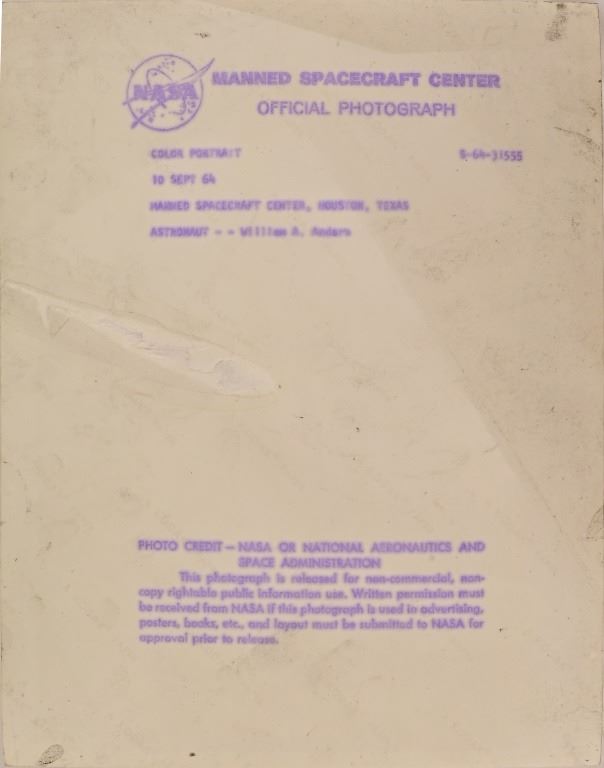 NASA
MANNED SPACECRAFT CENTER
OFFICIAL PHOTOGRAPH
COLOR PORTRAIT S-64-31555
10 SEPT 64
MANNED SPACECRAFT CENTER, HOUSTON, TEXAS
ASTRONAUT - - William A. Anders
PHOTO CREDIT—NASA OR NATIONAL AERONAUTICS AND
SPACE ADMINISTRATION
This photograph is released for non-commercial, non-
copy rightable public information use. Written permission must
be received from NASA if this photograph is used in advertising,
posters, books, etc., and layout must be submitted to NASA for
approval prior to release.